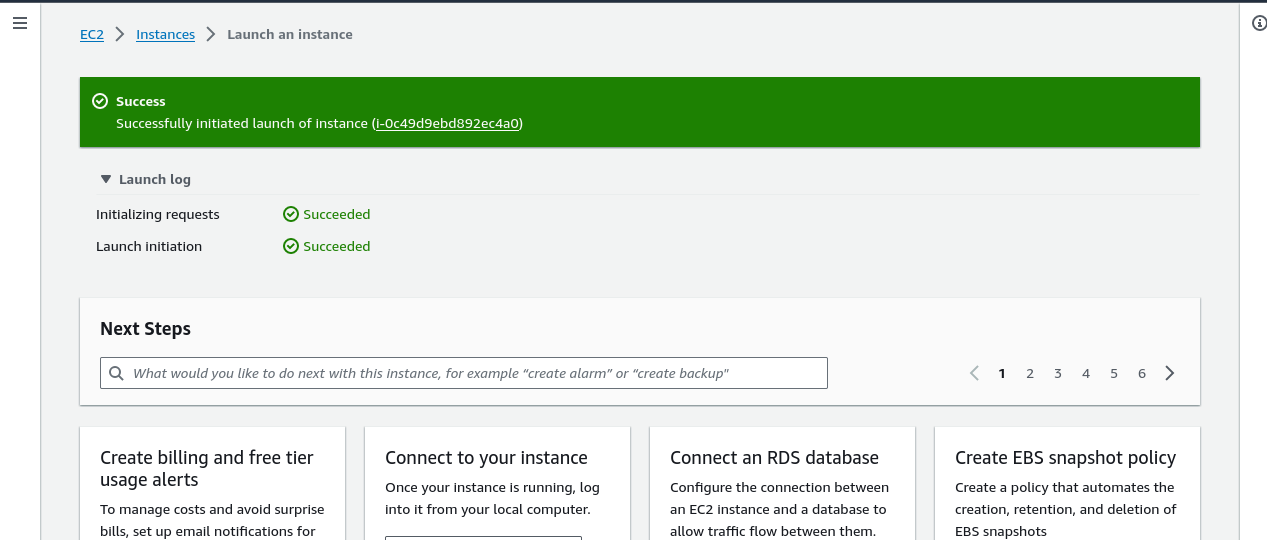 EC2 Instances Launch an instance
Success
Successfully initiated launch of instance (i-0c49d9ebd892ec4a0)
Launch log
Initializing requests Succeeded
Launch initiation Succeeded
Next Steps
What would you like to do next with this instance, for example “create alarm” or “create backup”
1 2 3 4 5 6
Create billing and free tier
usage alerts
To manage costs and avoid surprise
bills, set up email notifications for
Connect to your instance
Once your instance is running, log
into it from your local computer.
Connect an RDS database
Configure the connection between
an EC2 instance and a database to
allow traffic flow between them.
Create EBS snapshot policy
Create a policy that automates the
creation, retention, and deletion of
EBS snapshots